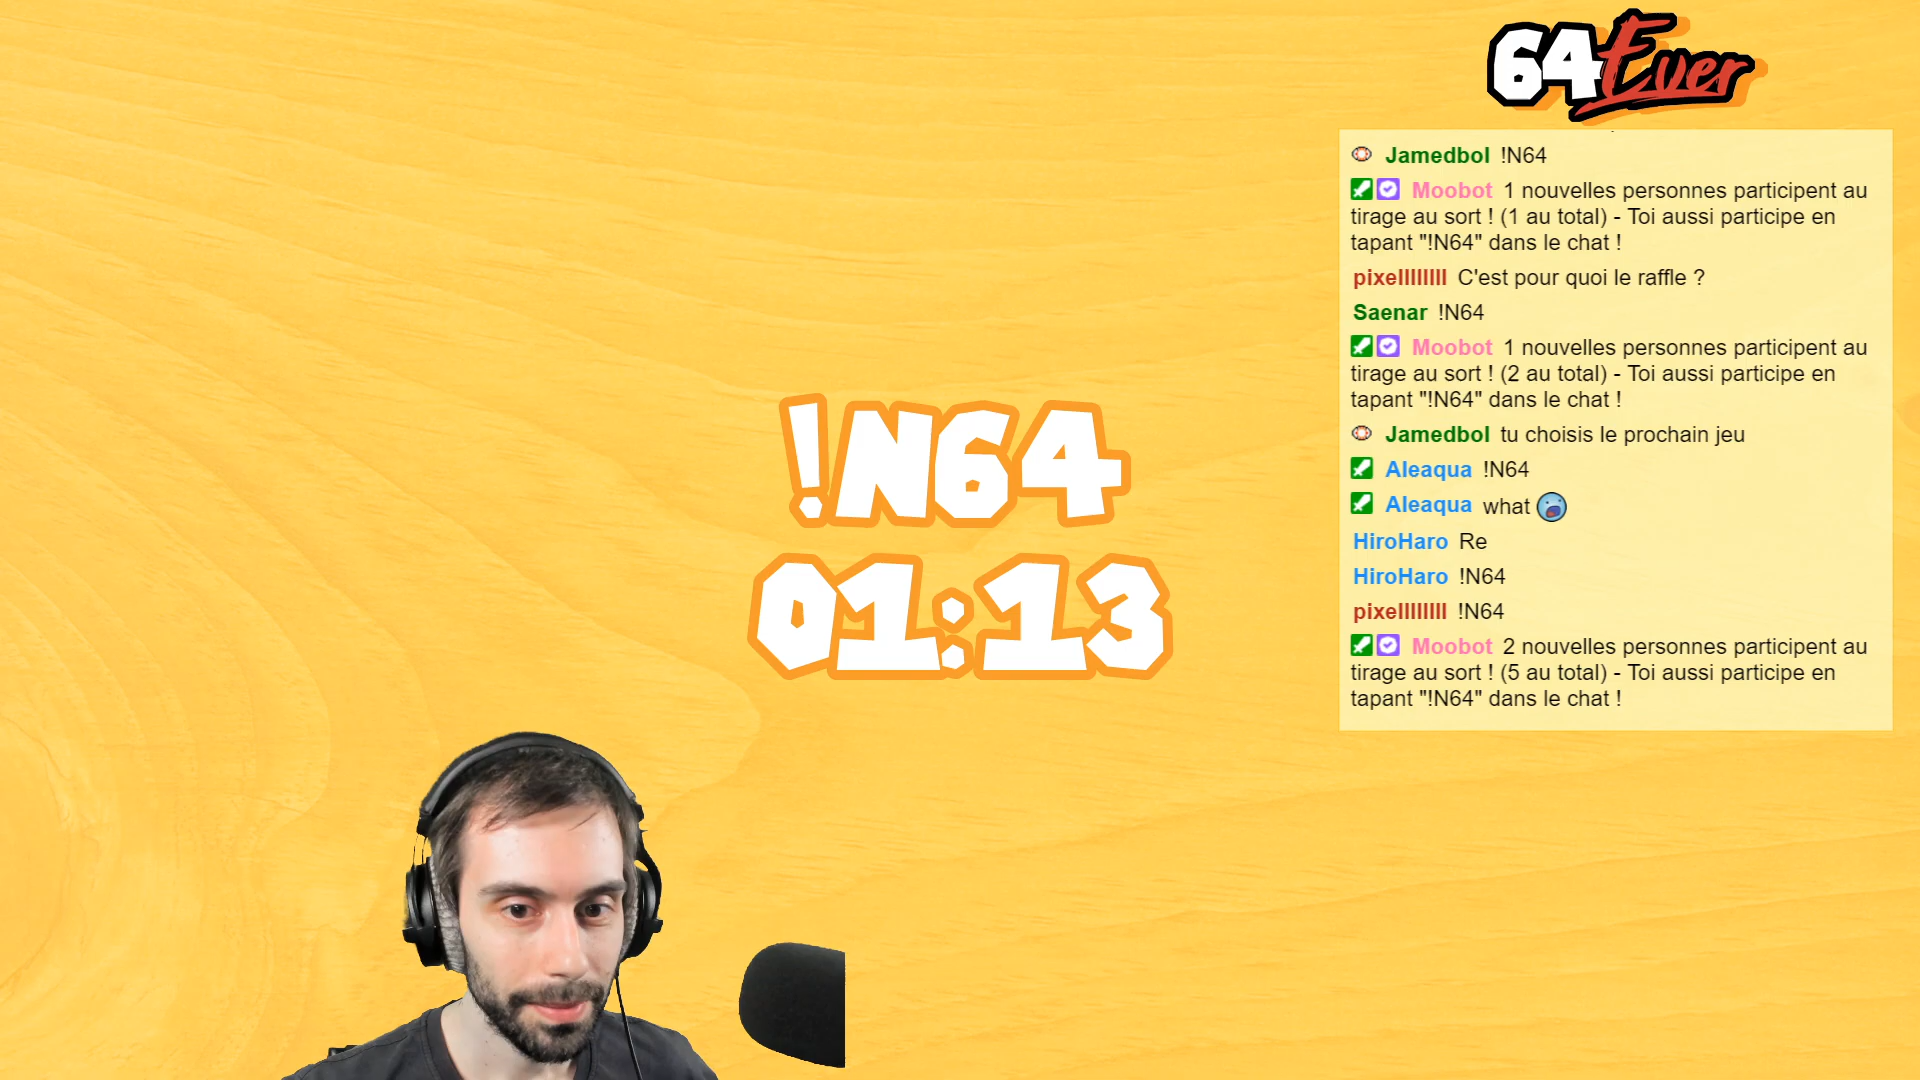 64Ever
Jamedbol !N64
Moobot 1 nouvelles personnes participent au
tirage au sort ! (1 au total) - Toi aussi participe en
tapant "!N64" dans le chat !
pixellllllll C'est pour quoi le raffle ?
Saenar !N64
Moobot 1 nouvelles personnes participent au
tirage au sort ! (2 au total) - Toi aussi participe en
tapant "!N64" dans le chat !
Jamedbol tu choisis le prochain jeu
Aleaqua !N64
Aleaqua what
HiroHaro Re
HiroHaro !N64
pixellllllll !N64
Moobot 2 nouvelles personnes participent au
tirage au sort ! (5 au total) - Toi aussi participe en
tapant "!N64" dans le chat !
!N64
01:13